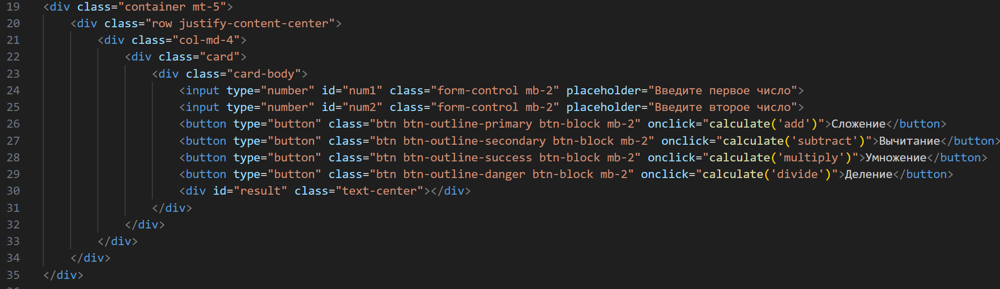 19 <div class="container mt-5">
20 <div class="row justify-content-center">
21 <div class="col-md-4">
22 <div class="card">
23 <div class="card-body">
24 <input type="number" id="num1" class="form-control mb-2" placeholder="Введите первое число">
25 <input type="number" id="num2" class="form-control mb-2" placeholder="Введите второе число">
26 <button type="button" class="btn btn-outline-primary btn-block mb-2" onclick="calculate('add')">Сложение</button>
27 <button type="button" class="btn btn-outline-secondary btn-block mb-2" onclick="calculate('subtract')">Вычитание</button>
28 <button type="button" class="btn btn-outline-success btn-block mb-2" onclick="calculate('multiply')">Умножение</button>
29 <button type="button" class="btn btn-outline-danger btn-block mb-2" onclick="calculate('divide')">Деление</button>
30 <div id="result" class="text-center"></div>
31 </div>
32 </div>
33 </div>
34 </div>
35 </div>